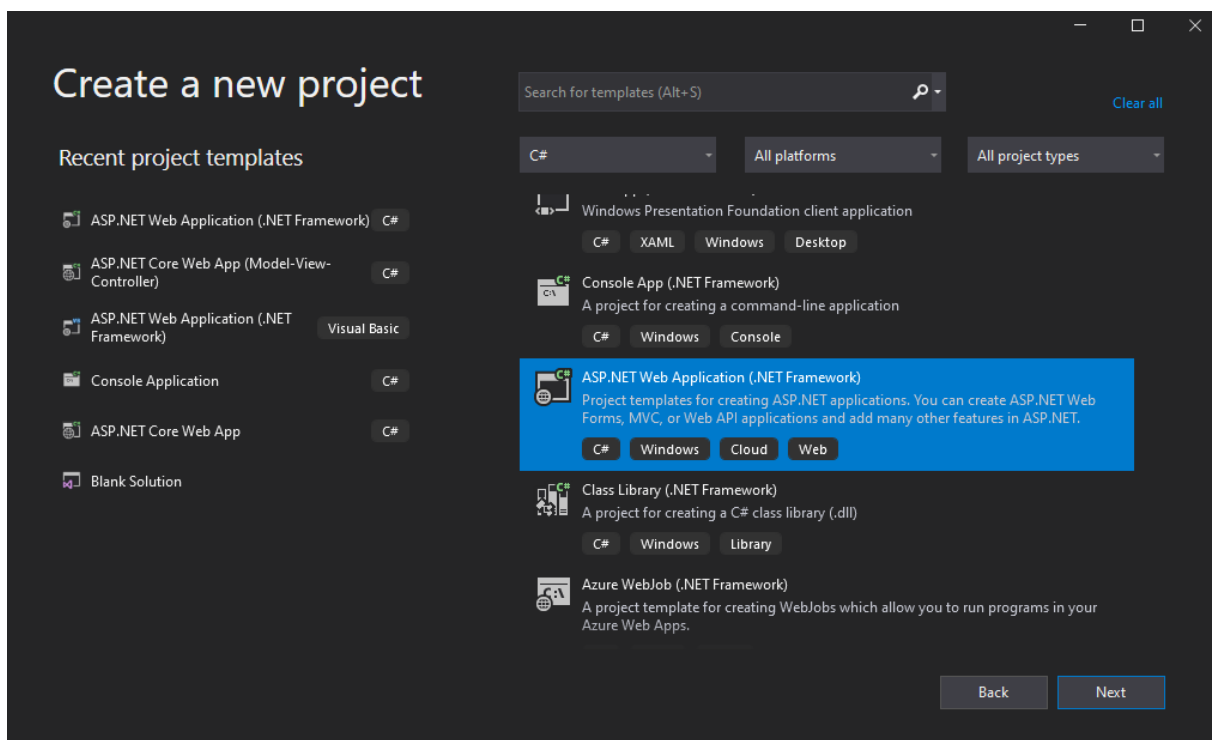 Create a new project
Search for templates (Alt+S)
Clear all
Recent project templates
C#
All platforms
All project types
ASP.NET Web Application (.NET Framework) C#
ASP.NET Core Web App (Model-View-
Controller)
C#
ASP.NET Web Application (.NET
Framework)
Visual Basic
Console Application C#
ASP.NET Core Web App C#
Blank Solution
Windows Presentation Foundation client application
C# XAML Windows Desktop
Console App (.NET Framework)
A project for creating a command-line application
C# Windows Console
ASP.NET Web Application (.NET Framework)
Project templates for creating ASP.NET applications. You can create ASP.NET Web
Forms, MVC, or Web API applications and add many other features in ASP.NET.
C# Windows Cloud Web
Class Library (.NET Framework)
A project for creating a C# class library (.dll)
C# Windows Library
Azure WebJob (.NET Framework)
A project template for creating WebJobs which allow you to run programs in your
Azure Web Apps.
Back
Next